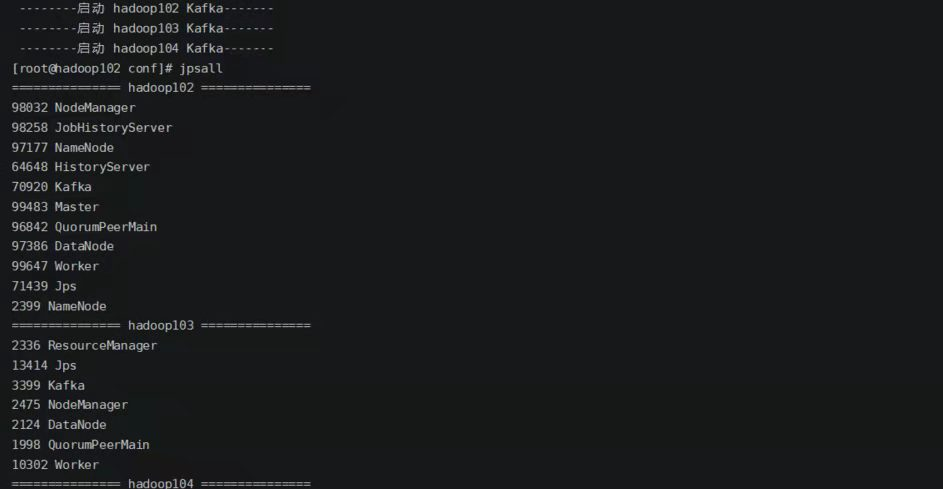 --------启动 hadoop102 Kafka-------
--------启动 hadoop103 Kafka-------
--------启动 hadoop104 Kafka-------
[root@hadoop102 conf]# jpsall
=============== hadoop102 ===============
98032 NodeManager
98258 JobHistoryServer
97177 NameNode
64648 HistoryServer
70920 Kafka
99483 Master
96842 QuorumPeerMain
97386 DataNode
99647 Worker
71439 Jps
2399 NameNode
=============== hadoop103 ===============
2336 ResourceManager
13414 Jps
3399 Kafka
2475 NodeManager
2124 DataNode
1998 QuorumPeerMain
10302 Worker
=============== hadoop104 ===============